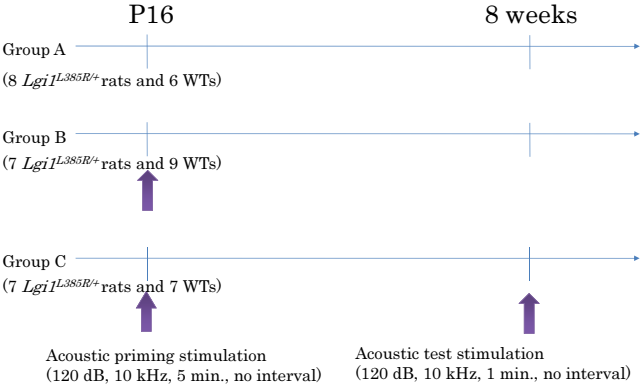 P16 8 weeks
Group A
(8 Lgi1L385R/+ rats and 6 WTs)
Group B
(7 Lgi1L385R/+ rats and 9 WTs)
Group C
(7 Lgi1L385R/+ rats and 7 WTs)
Acoustic priming stimulation
(120 dB, 10 kHz, 5 min., no interval)
Acoustic test stimulation
(120 dB, 10 kHz, 1 min., no interval)